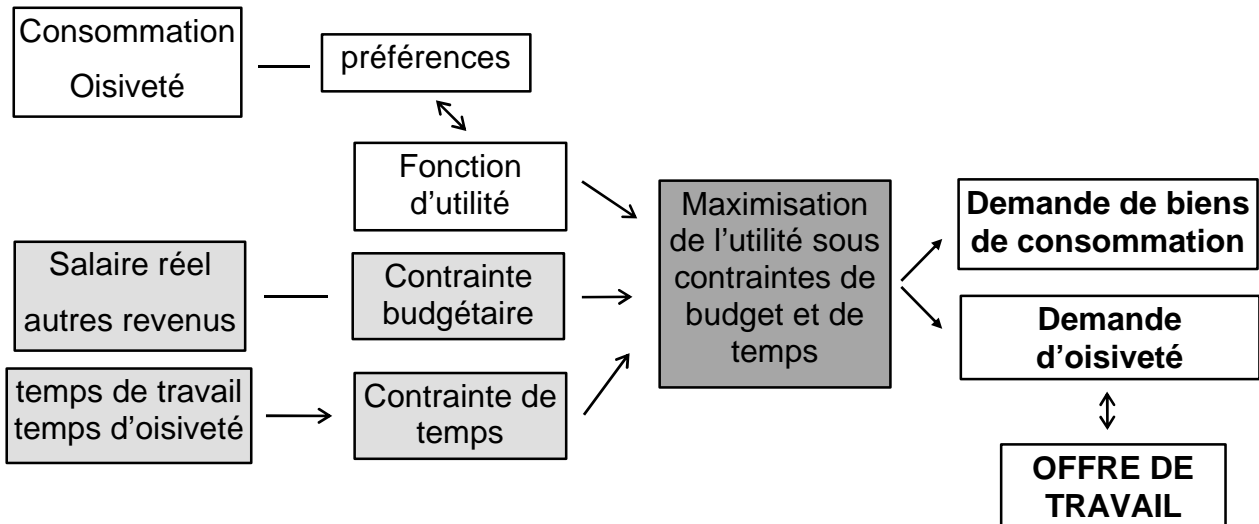 Consommation
Oisiveté
préférences
Fonction
d'utilité
Salaire réel
autres revenus
Contrainte
budgétaire
temps de travail
temps d'oisiveté
Contrainte de
temps
Maximisation
de l'utilité sous
contraintes de
budget et de
temps
Demande de biens
de consommation
Demande
d'oisiveté
OFFRE DE
TRAVAIL